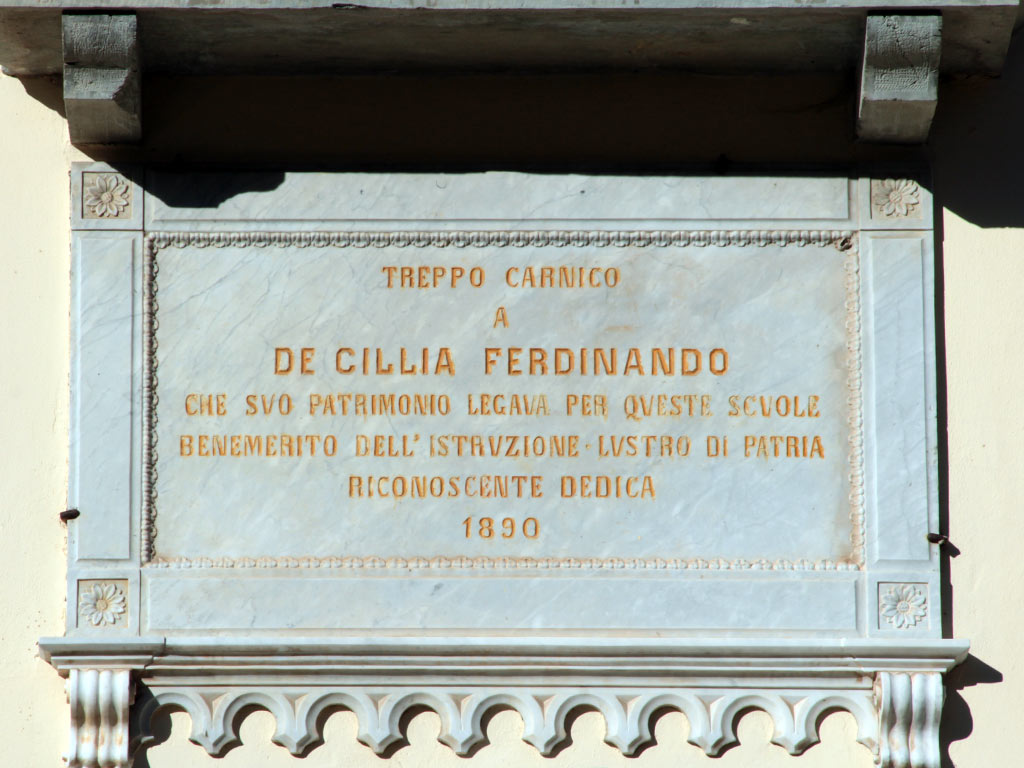 TREPPO CARNICO
A
DE CILLIA FERDINANDO
CHE SVO PATRIMONIO LEGAVA PER QVESTE SCVOLE
BENEMERITO DELL'ISTRVZIONE · LVSTRO DI PATRIA
RICONOSCENTE DEDICA
1890